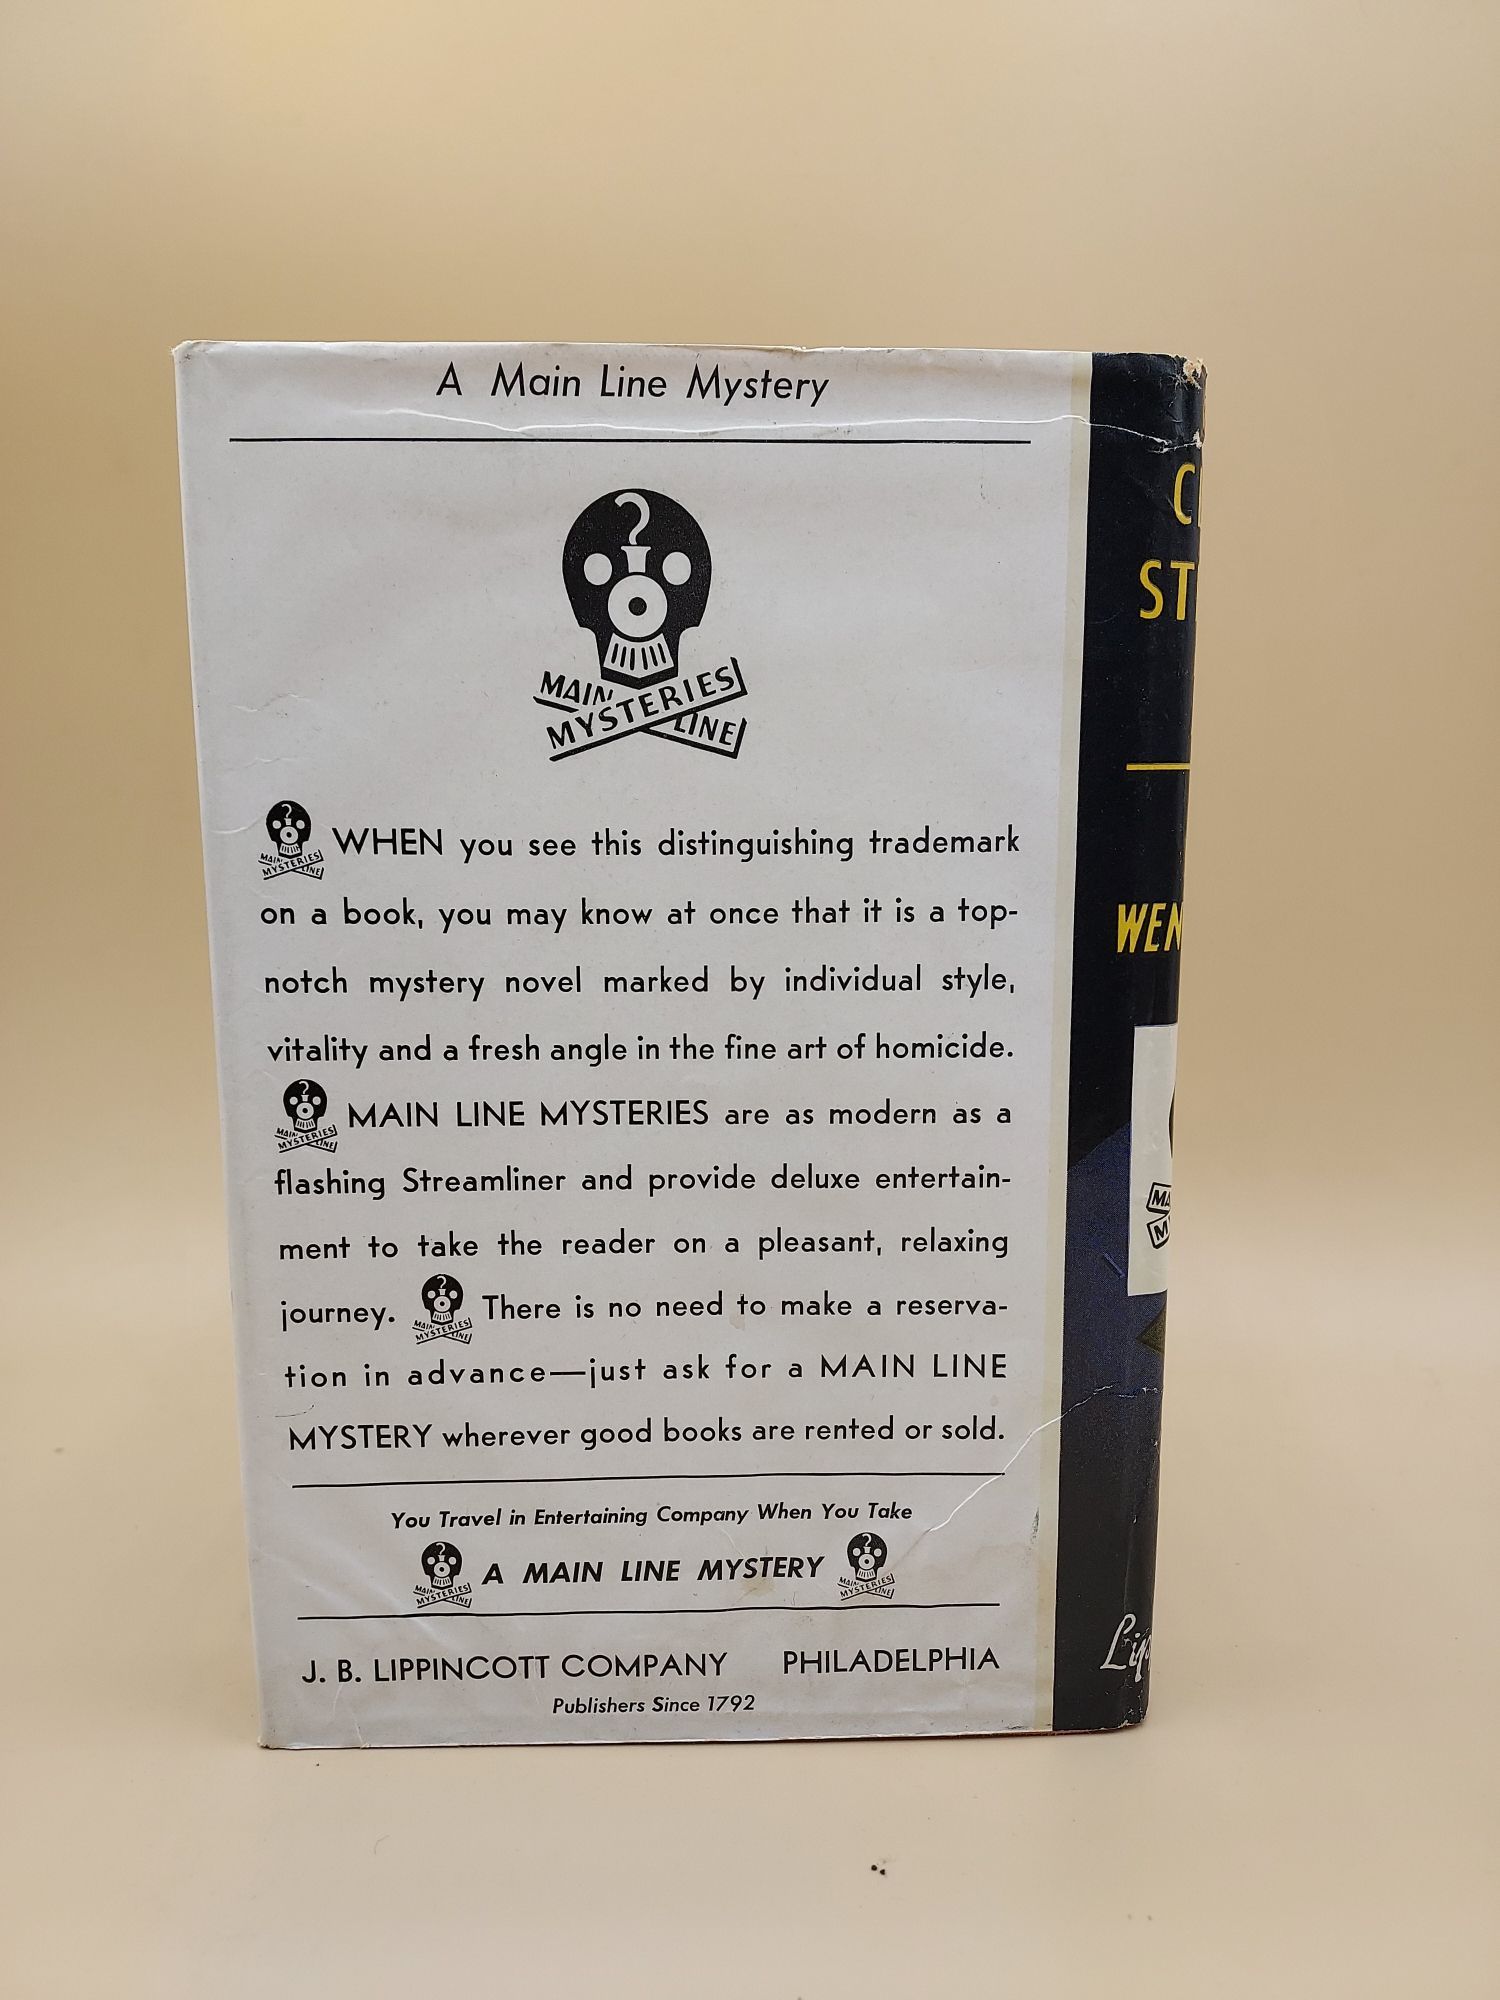 A Main Line Mystery
?
MAIN
MYSTERIES
LINE
WHEN you see this distinguishing trademark
on a book, you may know at once that it is a top-
notch mystery novel marked by individual style,
vitality and a fresh angle in the fine art of homicide.
MAIN LINE MYSTERIES are as modern as a
flashing Streamliner and provide deluxe entertain-
ment to take the reader on a pleasant, relaxing
journey. There is no need to make a reserva-
tion in advance—just ask for a MAIN LINE
MYSTERY wherever good books are rented or sold.
You Travel in Entertaining Company When You Take
A MAIN LINE MYSTERY
J. B. LIPPINCOTT COMPANY PHILADELPHIA
Publishers Since 1792
ST
WEN